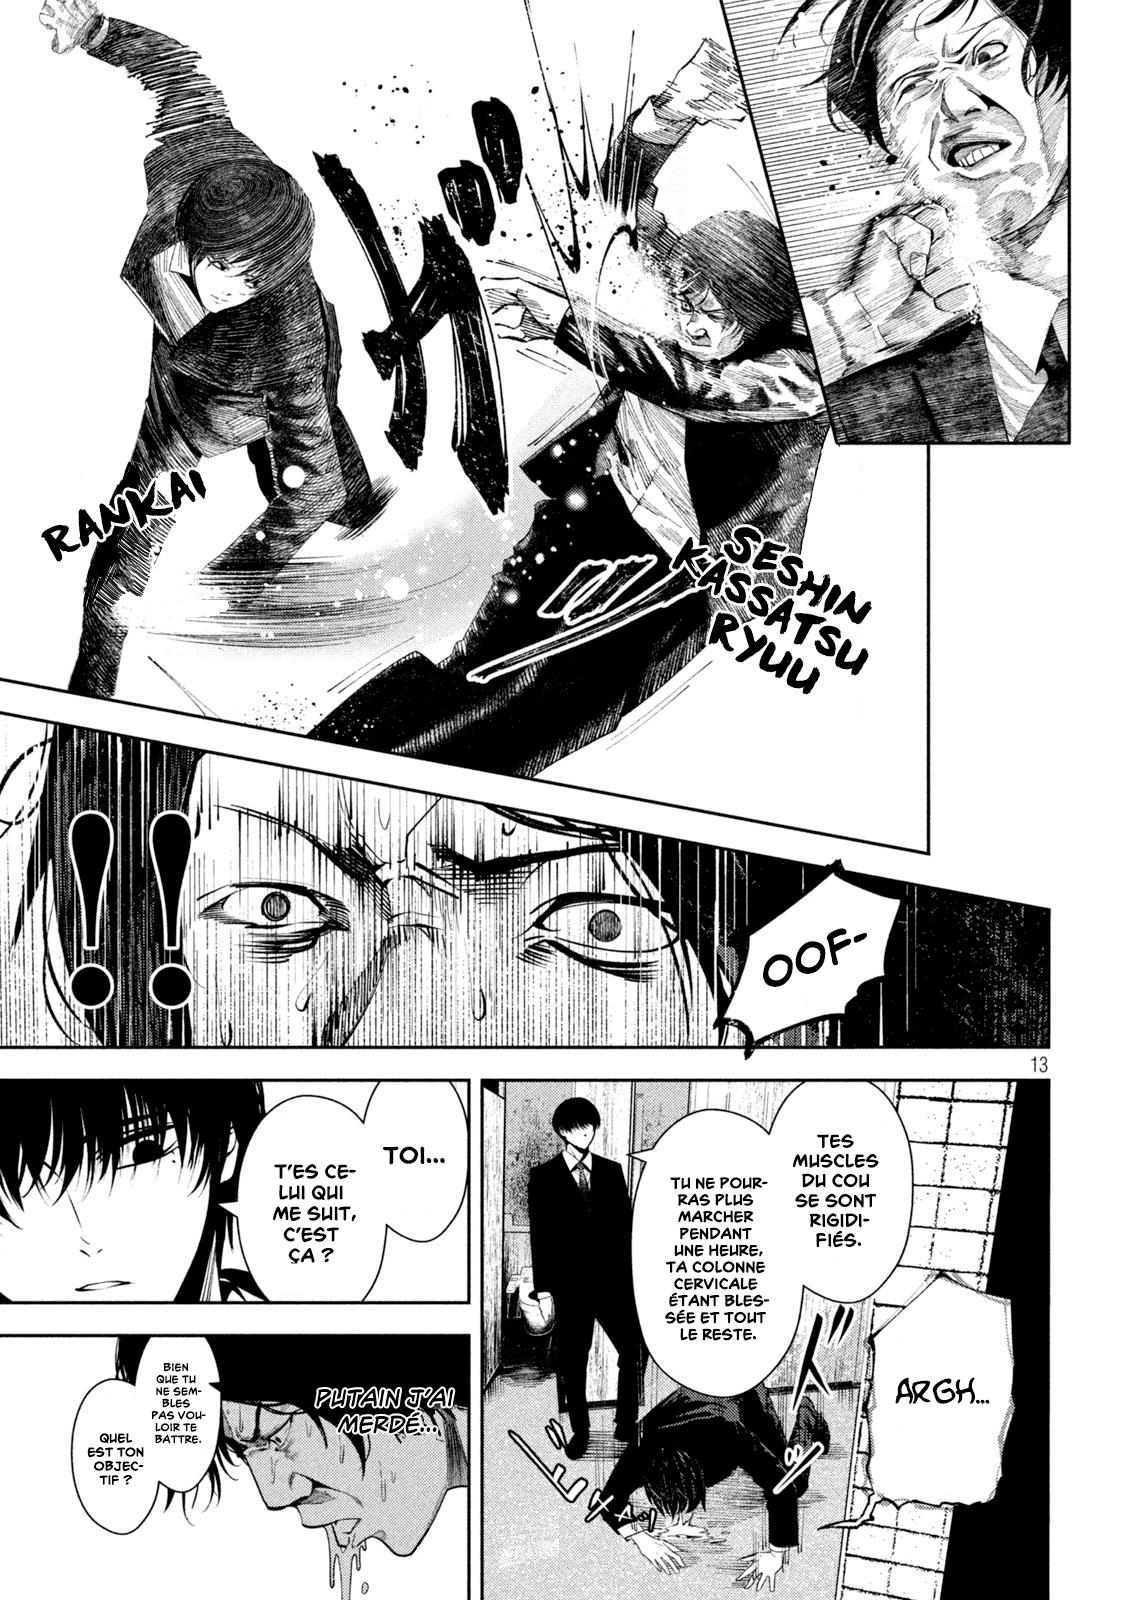 SESHIN
KASSATSU
RYUU
RANKAI
OOF-
13
TES
MUSCLES
DU COU
SE SONT
RIGIDI-
FIÉS.
TU NE POUR-
RAS PLUS
MARCHER
PENDANT
UNE HEURE,
TA COLONNE
CERVICALE
ÉTANT BLES-
SÉE ET TOUT
LE RESTE.
ARGH...
TOI...
T'ES CE-
LUI QUI
ME SUIT,
C'EST
ÇA ?
PUTAIN J'AI
MERDÉ...
BIEN
QUE TU
NE SEM-
BLES
PAS VOU-
LOIR TE
BATTRE.
QUEL
EST TON
OBJEC-
TIF ?